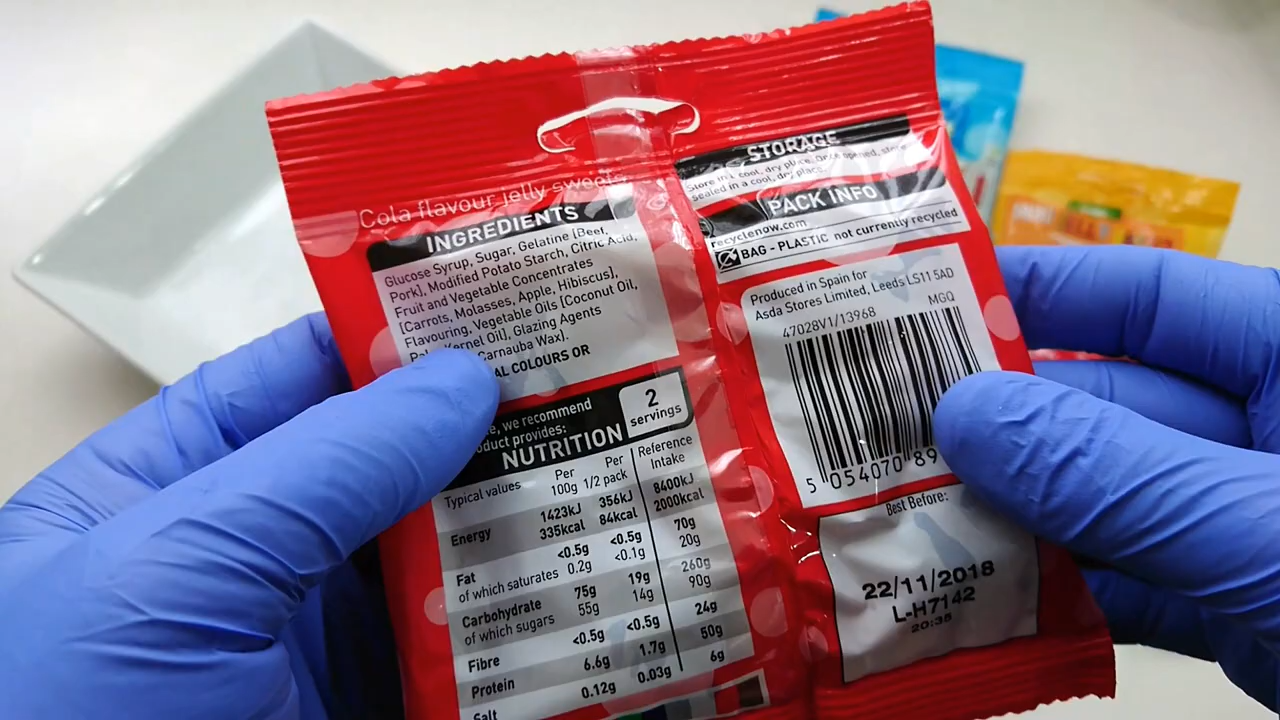 Cola flavour jelly sweets
INGREDIENTS
Glucose Syrup, Sugar, Gelatine [Beef,
Pork], Modified Potato Starch, Citric Acid,
Fruit and Vegetable Concentrates
[Carrots, Molasses, Apple, Hibiscus],
Flavouring, Vegetable Oils [Coconut Oil,
Kernel Oil], Glazing Agents
Carnauba Wax].
AL COLOURS OR
we recommend
duct provides:
2
servings
NUTRITION
Typical values
Per
100g
Per
1/2 pack
Reference
Intake
Energy 1423kJ 356kJ 8400kJ
335kcal 84kcal 2000kcal
Fat <0.5g <0.5g 70g
of which saturates 0.2g <0.1g 20g
Carbohydrate 75g 19g 260g
of which sugars 55g 14g 90g
Fibre <0.5g <0.5g 24g
Protein 6.6g 1.7g 50g
Salt 0.12g 0.03g 6g
STORAGE
Store in a cool, dry place. Once opened, store
sealed in a cool, dry place.
PACK INFO
recyclenow.com
BAG - PLASTIC not currently recycled
Produced in Spain for
Asda Stores Limited, Leeds LS11 5AD
47028V1/13968 MGQ
5 054070 89
Best Before:
22/11/2018
L-H7142
20:35